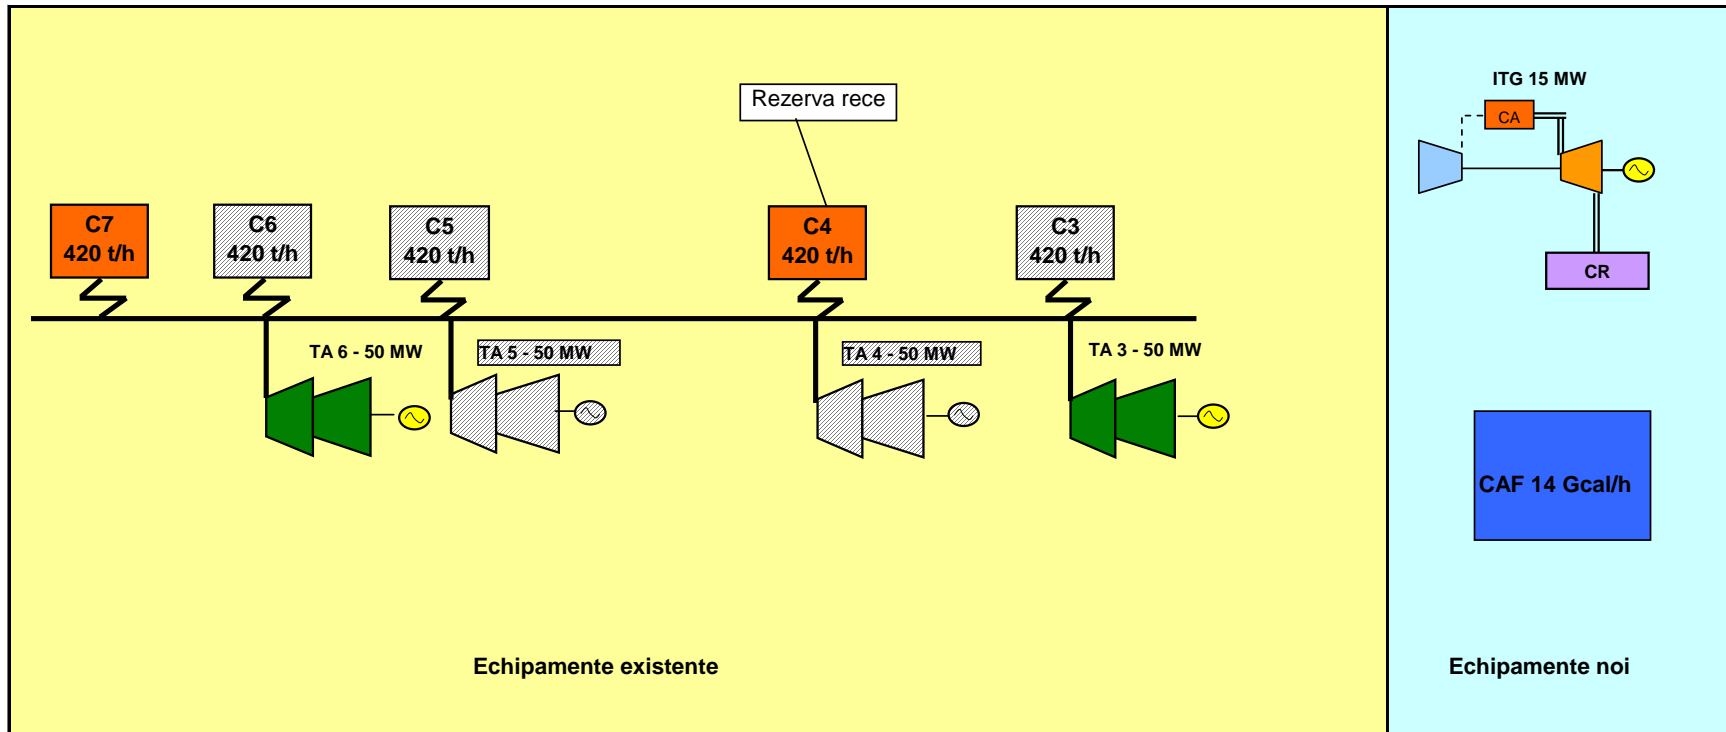 ITG 15 MW
Rezerva rece
CA
C7
420 t/h
C6
420 t/h
C5
420 t/h
C4
420 t/h
C3
420 t/h
CR
TA 6 - 50 MW
TA 5 - 50 MW
TA 4 - 50 MW
TA 3 - 50 MW
CAF 14 Gcal/h
Echipamente existente
Echipamente noi